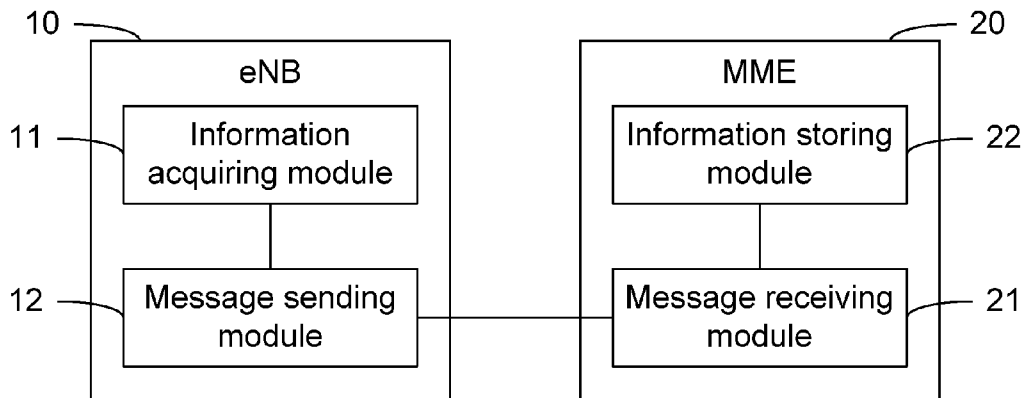 10
20
eNB
MME
11
Information
acquiring module
Information storing
module
22
12
Message sending
module
Message receiving
module
21